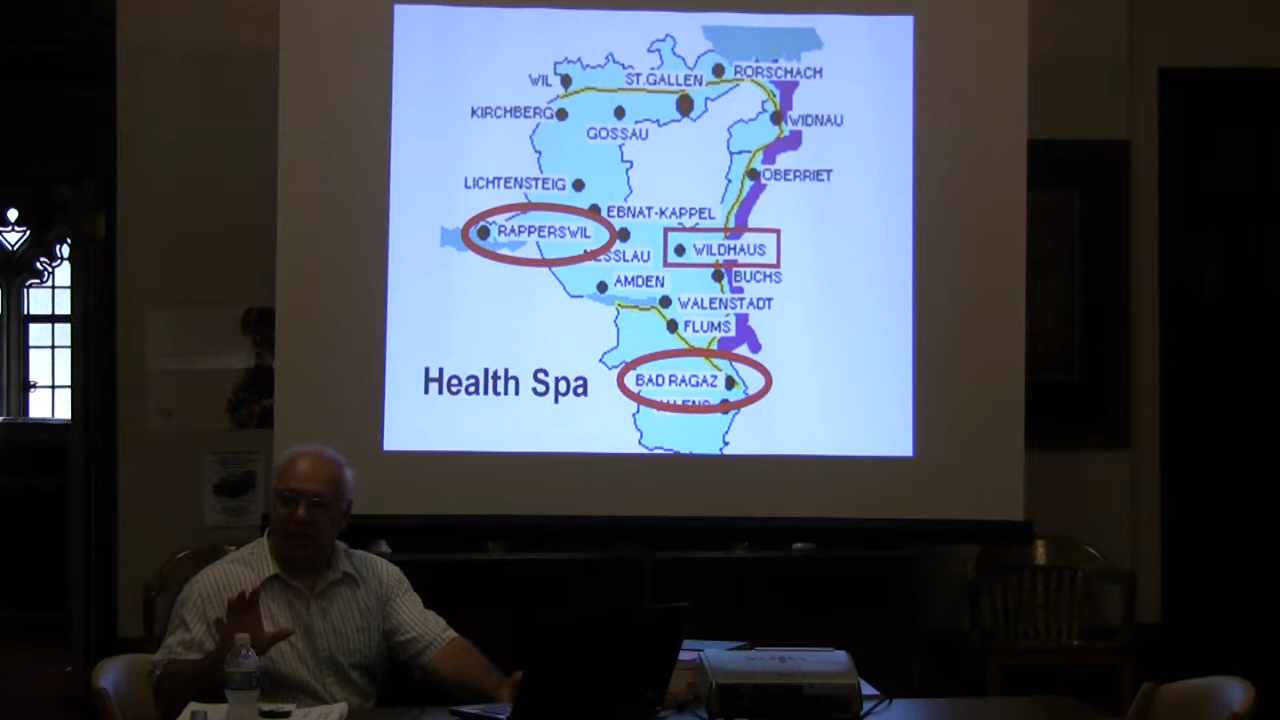 RORSCHACH
WIL
ST.GALLEN
KIRCHBERG
WIDNAU
GOSSAU
OBERRIET
LICHTENSTEIG
EBNAT-KAPPEL
RAPPERSWIL
WILDHAUS
NESSLAU
BUCHS
AMDEN
WALENSTADT
FLUMS
Health Spa
BAD RAGAZ